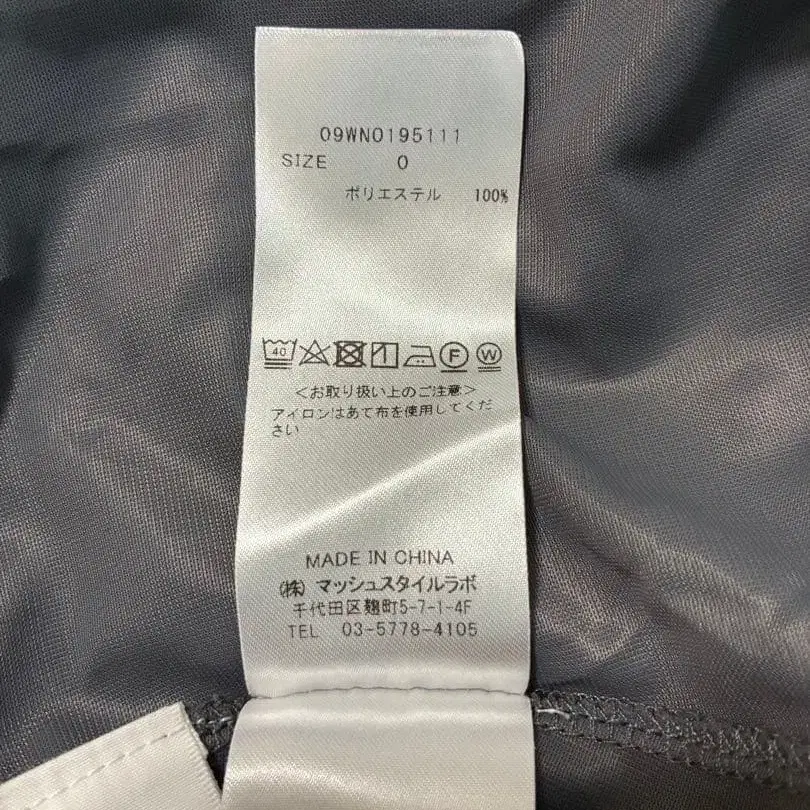 09WN0195111
SIZE 0
ポリエステル 100%
40 F W
<お取り扱い上のご注意>
アイロンはあて布を使用してくだ
さい
MADE IN CHINA
(株) マッシュスタイルラボ
千代田区麹町5-7-1-4F
TEL 03-5778-4105